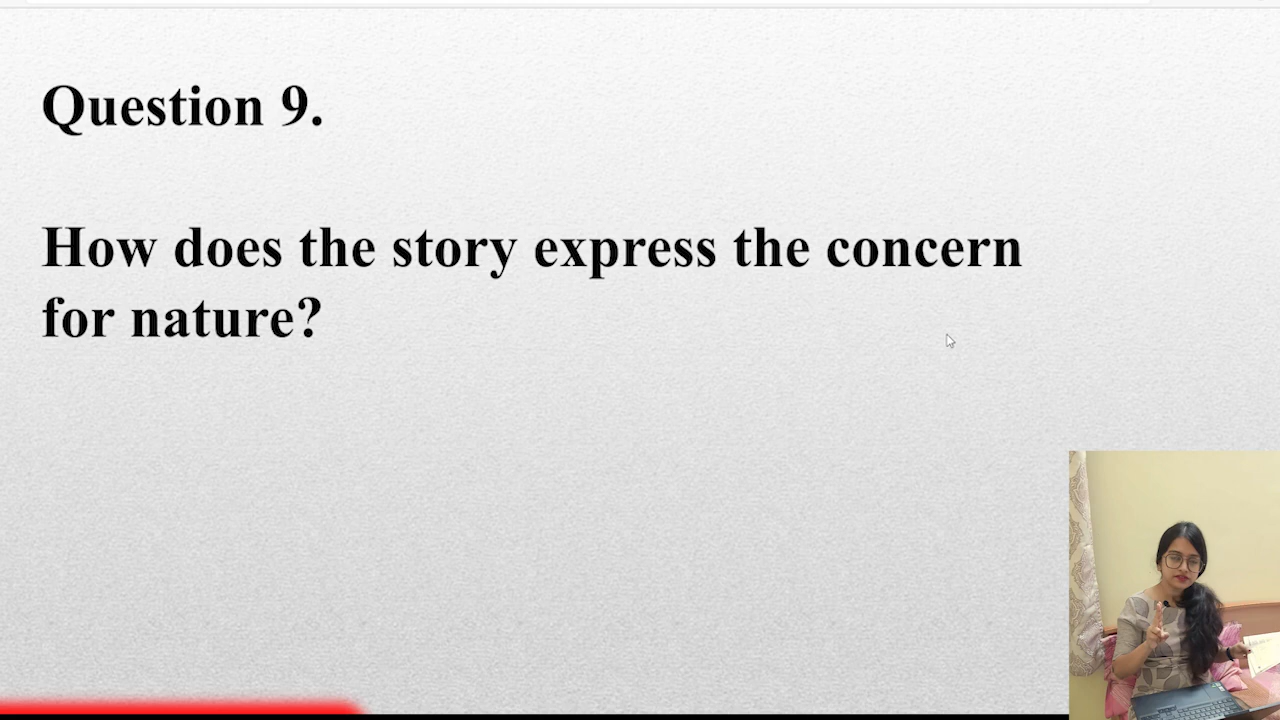 Question 9.
How does the story express the concern
for nature?